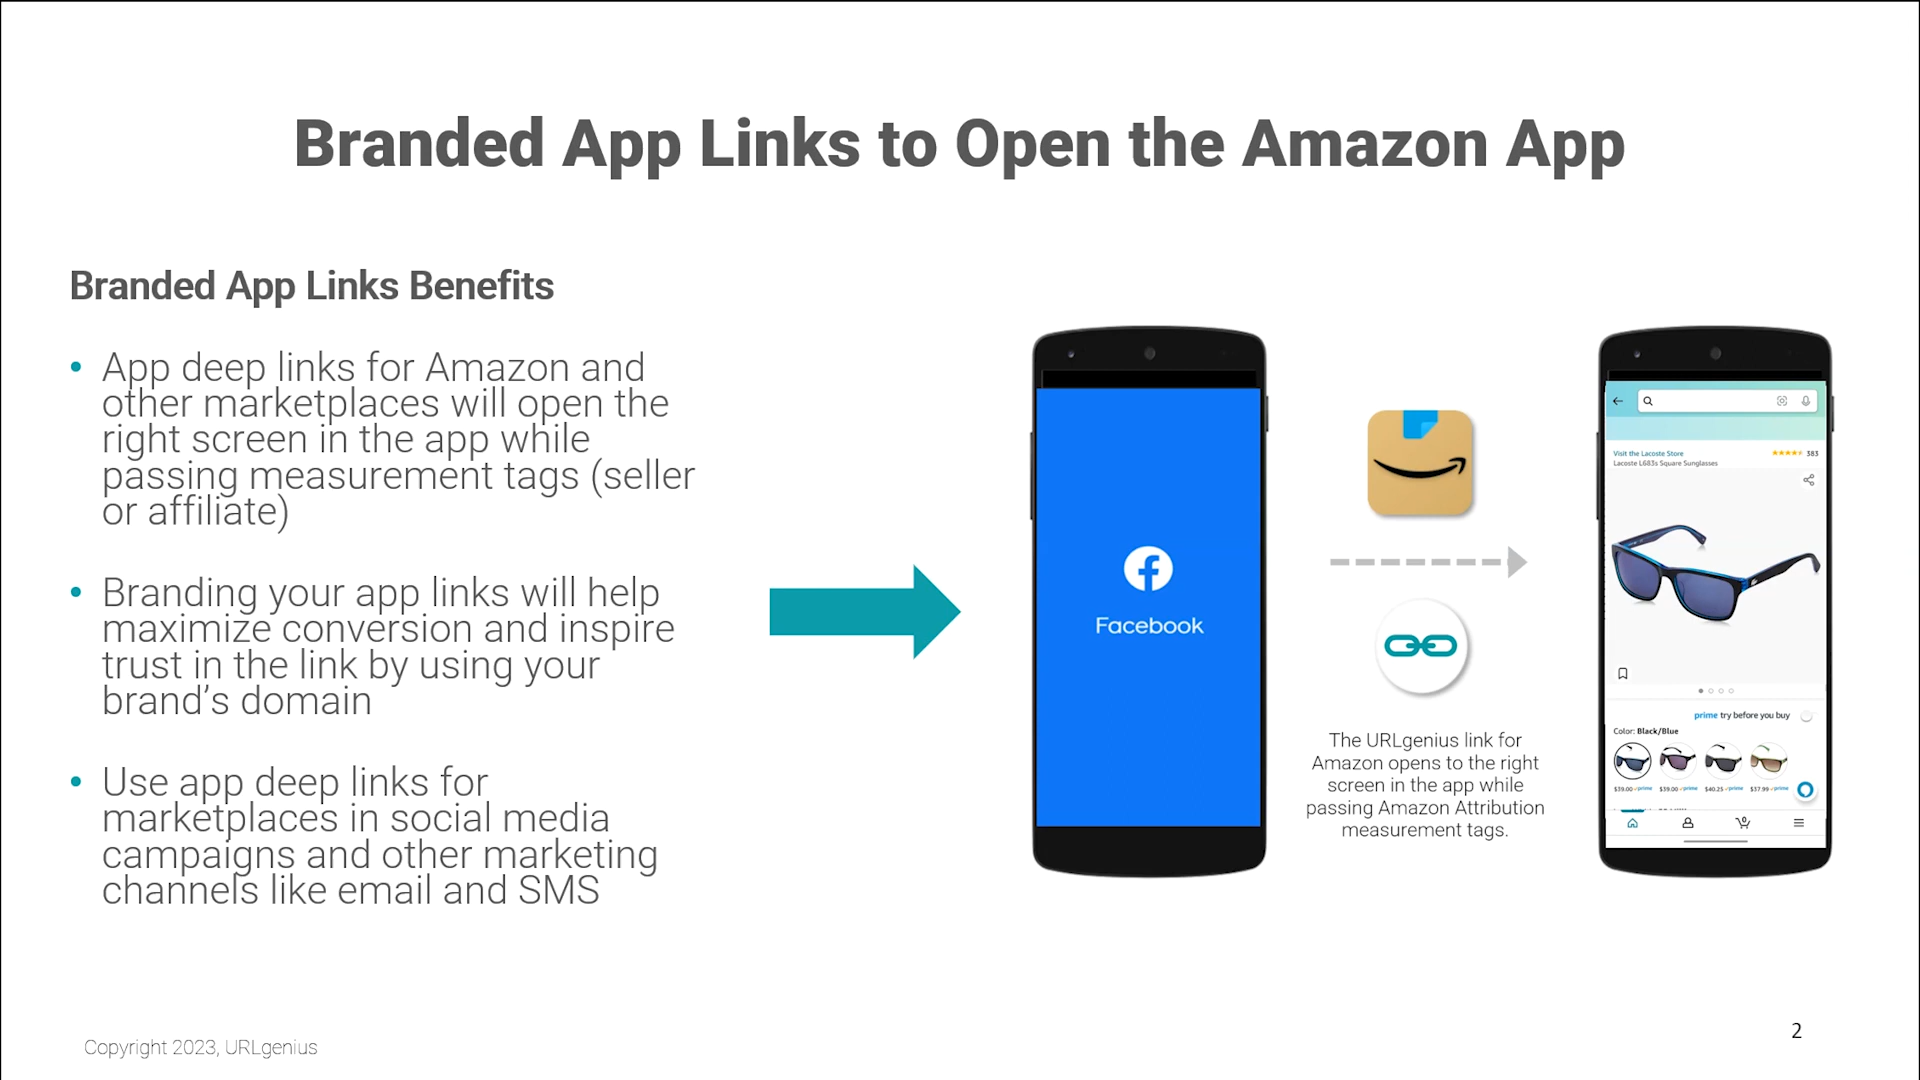 Branded App Links to Open the Amazon App
Branded App Links Benefits
• App deep links for Amazon and
other marketplaces will open the
right screen in the app while
passing measurement tags (seller
or affiliate)
• Branding your app links will help
maximize conversion and inspire
trust in the link by using your
brand’s domain
• Use app deep links for
marketplaces in social media
campaigns and other marketing
channels like email and SMS
Facebook
The URLgenius link for
Amazon opens to the right
screen in the app while
passing Amazon Attribution
measurement tags.
Visit the Lacoste Store
383
Lacoste L683s Square Sunglasses
prime try before you buy
Color: Black/Blue
$39.00 prime $39.00 prime $40.25 prime $37.99 prime
Copyright 2023, URLgenius
2